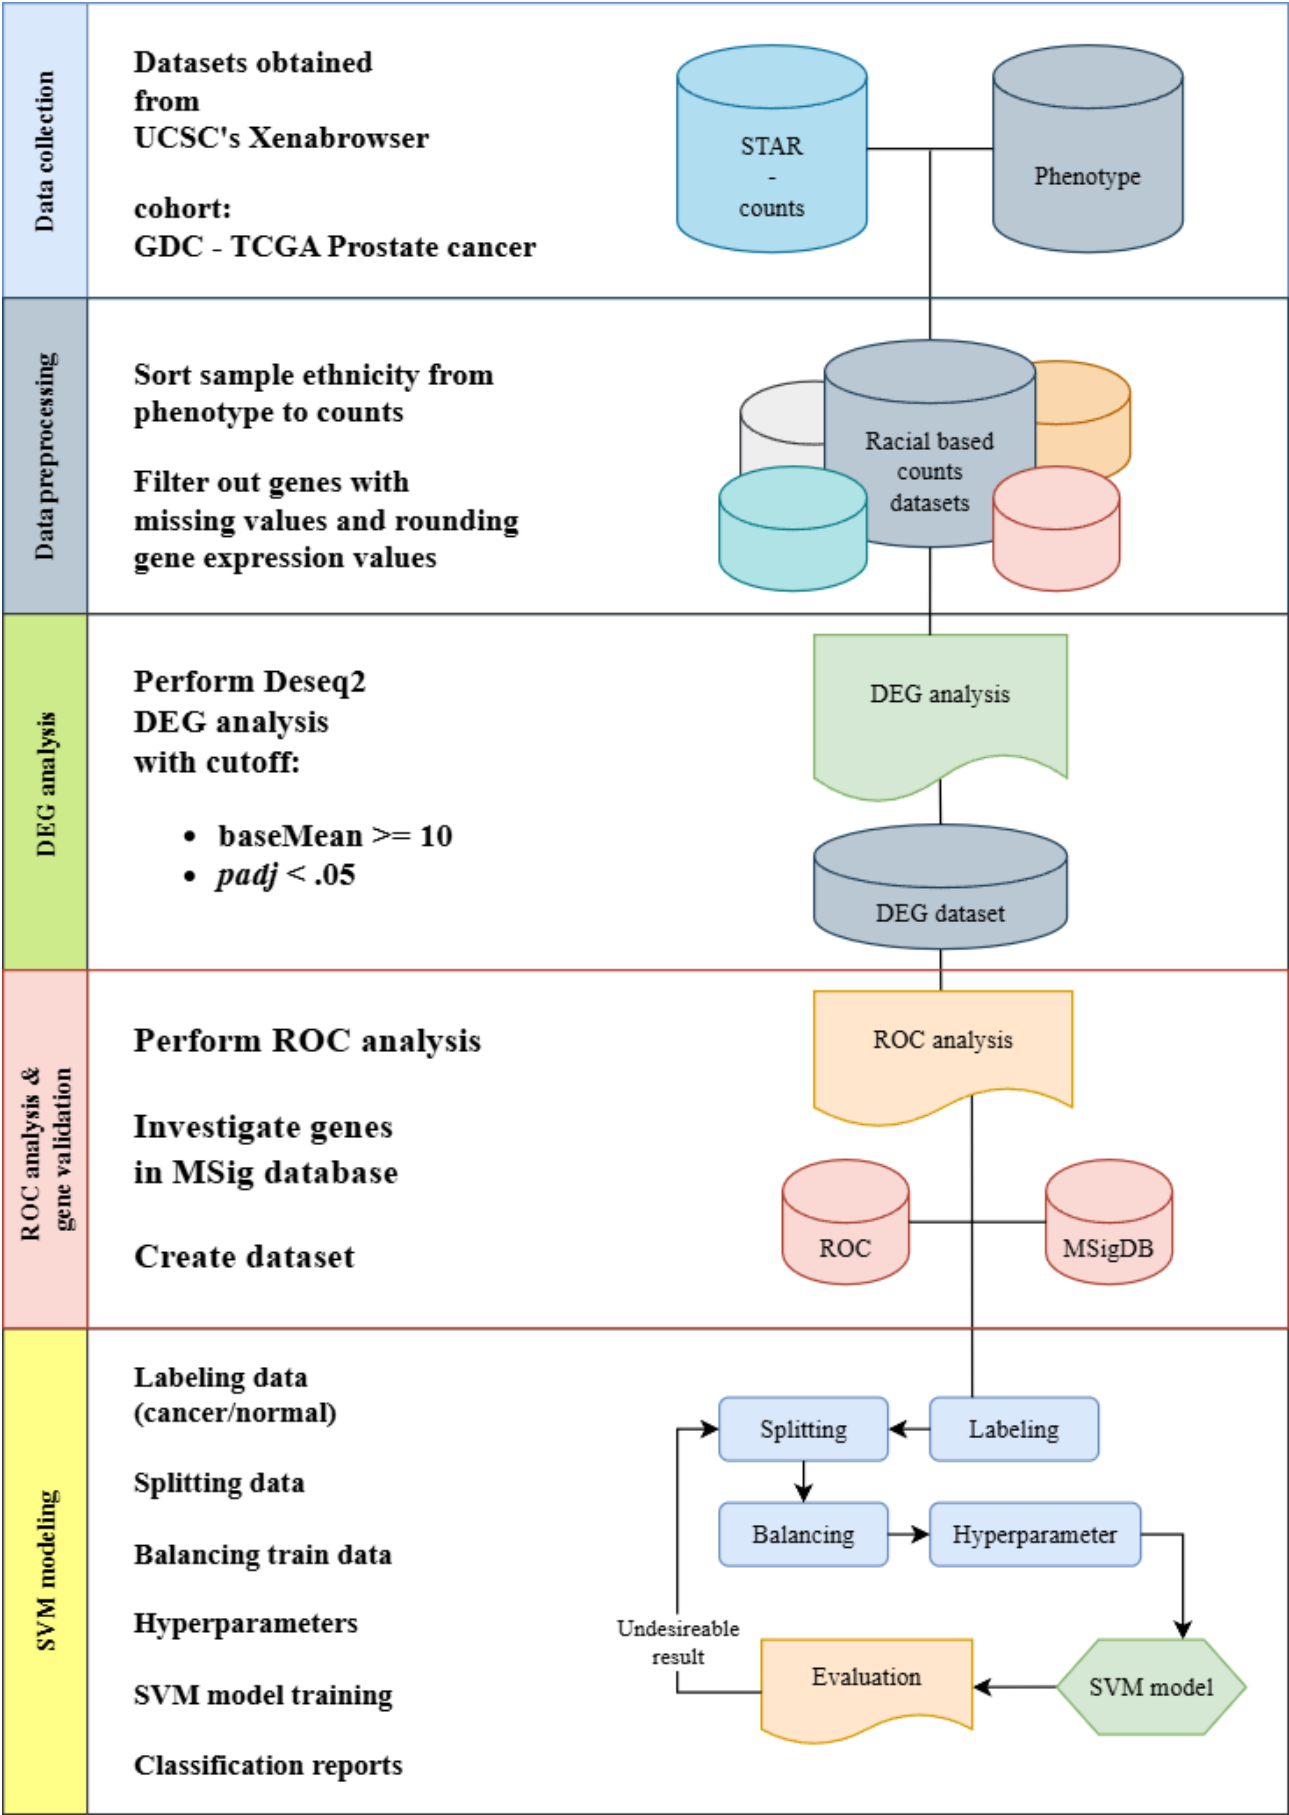 Data collection
Datasets obtained
from
UCSC's Xenabrowser
cohort:
GDC - TCGA Prostate cancer
STAR
-
counts
Phenotype
Data preprocessing
Sort sample ethnicity from
phenotype to counts
Filter out genes with
missing values and rounding
gene expression values
Racial based
counts
datasets
DEG analysis
Perform Deseq2
DEG analysis
with cutoff:
• baseMean >= 10
• padj < .05
DEG analysis
DEG dataset
ROC analysis &
gene validation
Perform ROC analysis
Investigate genes
in MSig database
Create dataset
ROC analysis
ROC
MSigDB
SVM modeling
Labeling data
(cancer/normal)
Splitting data
Balancing train data
Hyperparameters
SVM model training
Classification reports
Splitting
Labeling
Balancing
Hyperparameter
Undesireable
result
Evaluation
SVM model